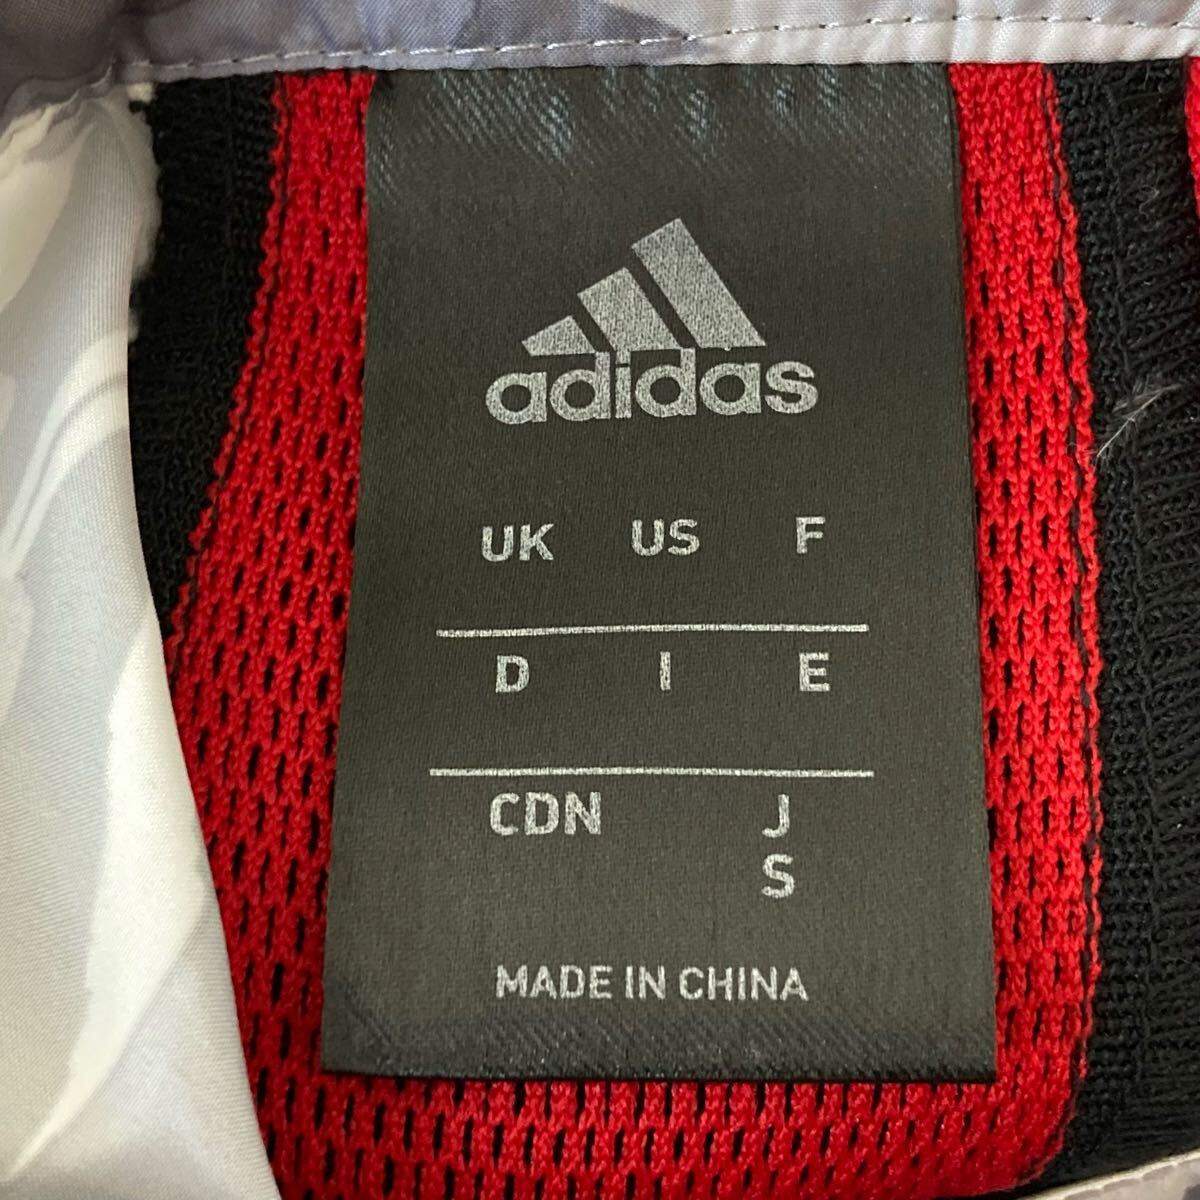 adidas
UK US F
D I E
CDN J
S
MADE IN CHINA